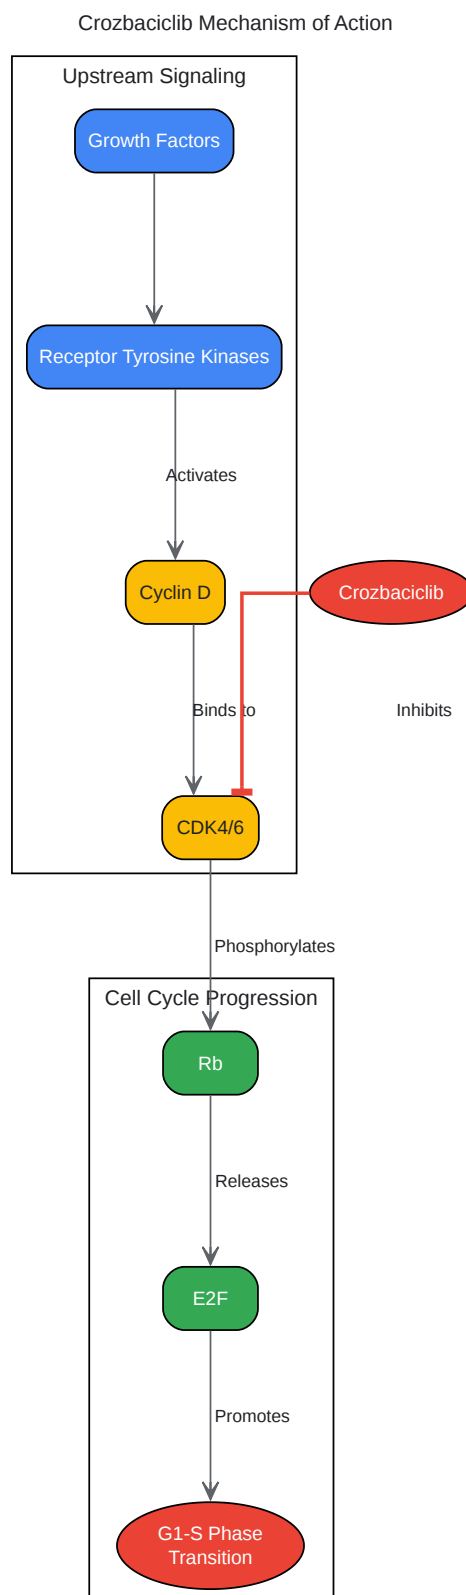 Crozbaciclib Mechanism of Action
Upstream Signaling
Growth Factors
Receptor Tyrosine Kinases
Activates
Cyclin D
Crozbaciclib
Binds to
Inhibits
CDK4/6
Phosphorylates
Cell Cycle Progression
Rb
Releases
E2F
Promotes
G1-S Phase
Transition